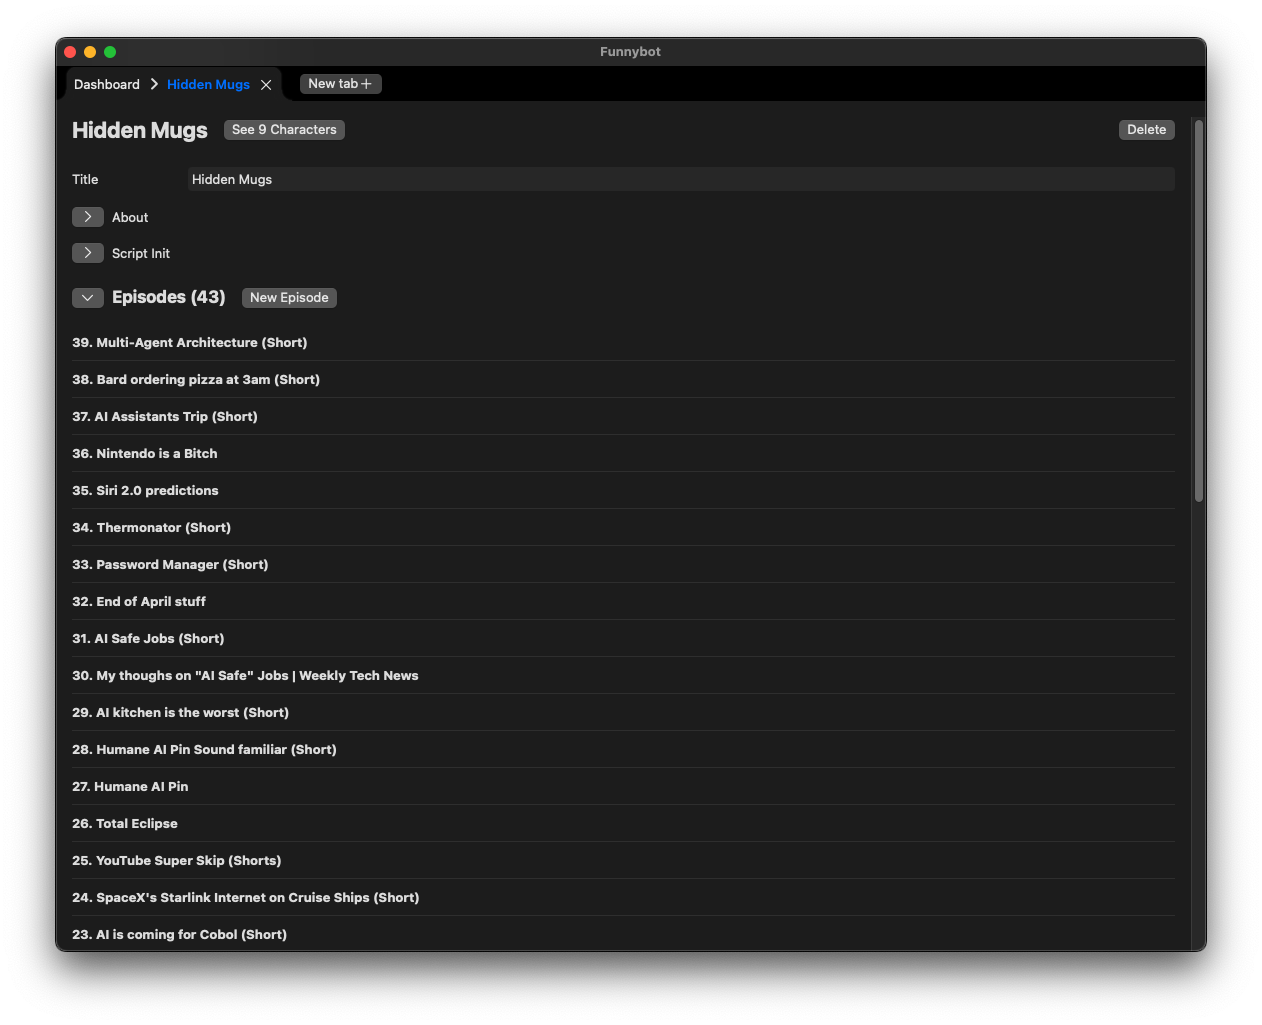 Funnybot
Dashboard Hidden Mugs New tab
Hidden Mugs See 9 Characters Delete
Title Hidden Mugs
About
Script Init
Episodes (43) New Episode
39. Multi-Agent Architecture (Short)
38. Bard ordering pizza at 3am (Short)
37. AI Assistants Trip (Short)
36. Nintendo is a Bitch
35. Siri 2.0 predictions
34. Thermonator (Short)
33. Password Manager (Short)
32. End of April stuff
31. AI Safe Jobs (Short)
30. My thoughs on "AI Safe" Jobs | Weekly Tech News
29. AI kitchen is the worst (Short)
28. Humane AI Pin Sound familiar (Short)
27. Humane AI Pin
26. Total Eclipse
25. YouTube Super Skip (Shorts)
24. SpaceX's Starlink Internet on Cruise Ships (Short)
23. AI is coming for Cobol (Short)